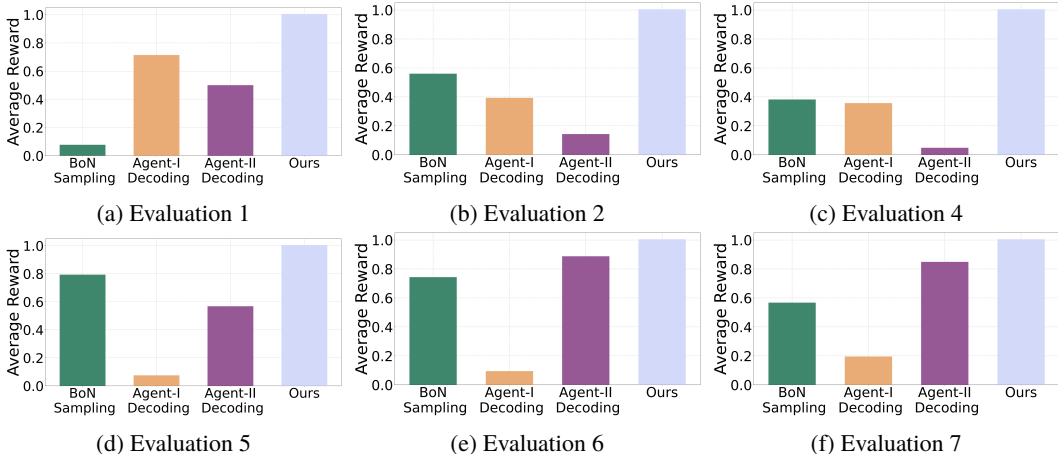 Average Reward
1.0
0.8
0.6
0.4
0.2
0.0
BoN Sampling
Agent-I Decoding
Agent-II Decoding
Ours
(a) Evaluation 1
Average Reward
1.0
0.8
0.6
0.4
0.2
0.0
BoN Sampling
Agent-I Decoding
Agent-II Decoding
Ours
(b) Evaluation 2
Average Reward
1.0
0.8
0.6
0.4
0.2
0.0
BoN Sampling
Agent-I Decoding
Agent-II Decoding
Ours
(c) Evaluation 4
Average Reward
1.0
0.8
0.6
0.4
0.2
0.0
BoN Sampling
Agent-I Decoding
Agent-II Decoding
Ours
(d) Evaluation 5
Average Reward
1.0
0.8
0.6
0.4
0.2
0.0
BoN Sampling
Agent-I Decoding
Agent-II Decoding
Ours
(e) Evaluation 6
Average Reward
1.0
0.8
0.6
0.4
0.2
0.0
BoN Sampling
Agent-I Decoding
Agent-II Decoding
Ours
(f) Evaluation 7